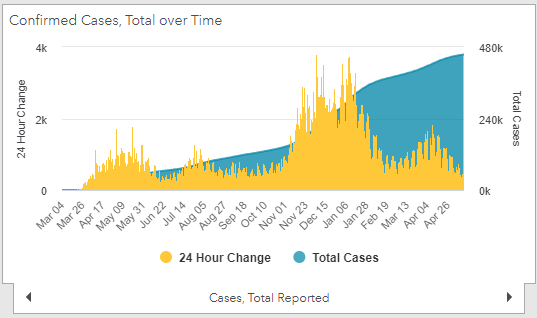 Confirmed Cases, Total over Time
4k
480k
24 Hour Change
2k
240k
Total Cases
0
0k
Mar 04
Mar 26
Apr 17
May 09
May 31
Jun 22
Jul 14
Aug 05
Aug 27
Sep 18
Oct 10
Nov 01
Nov 23
Dec 15
Jan 06
Jan 28
Feb 19
Mar 13
Apr 04
Apr 26
24 Hour Change
Total Cases
Cases, Total Reported